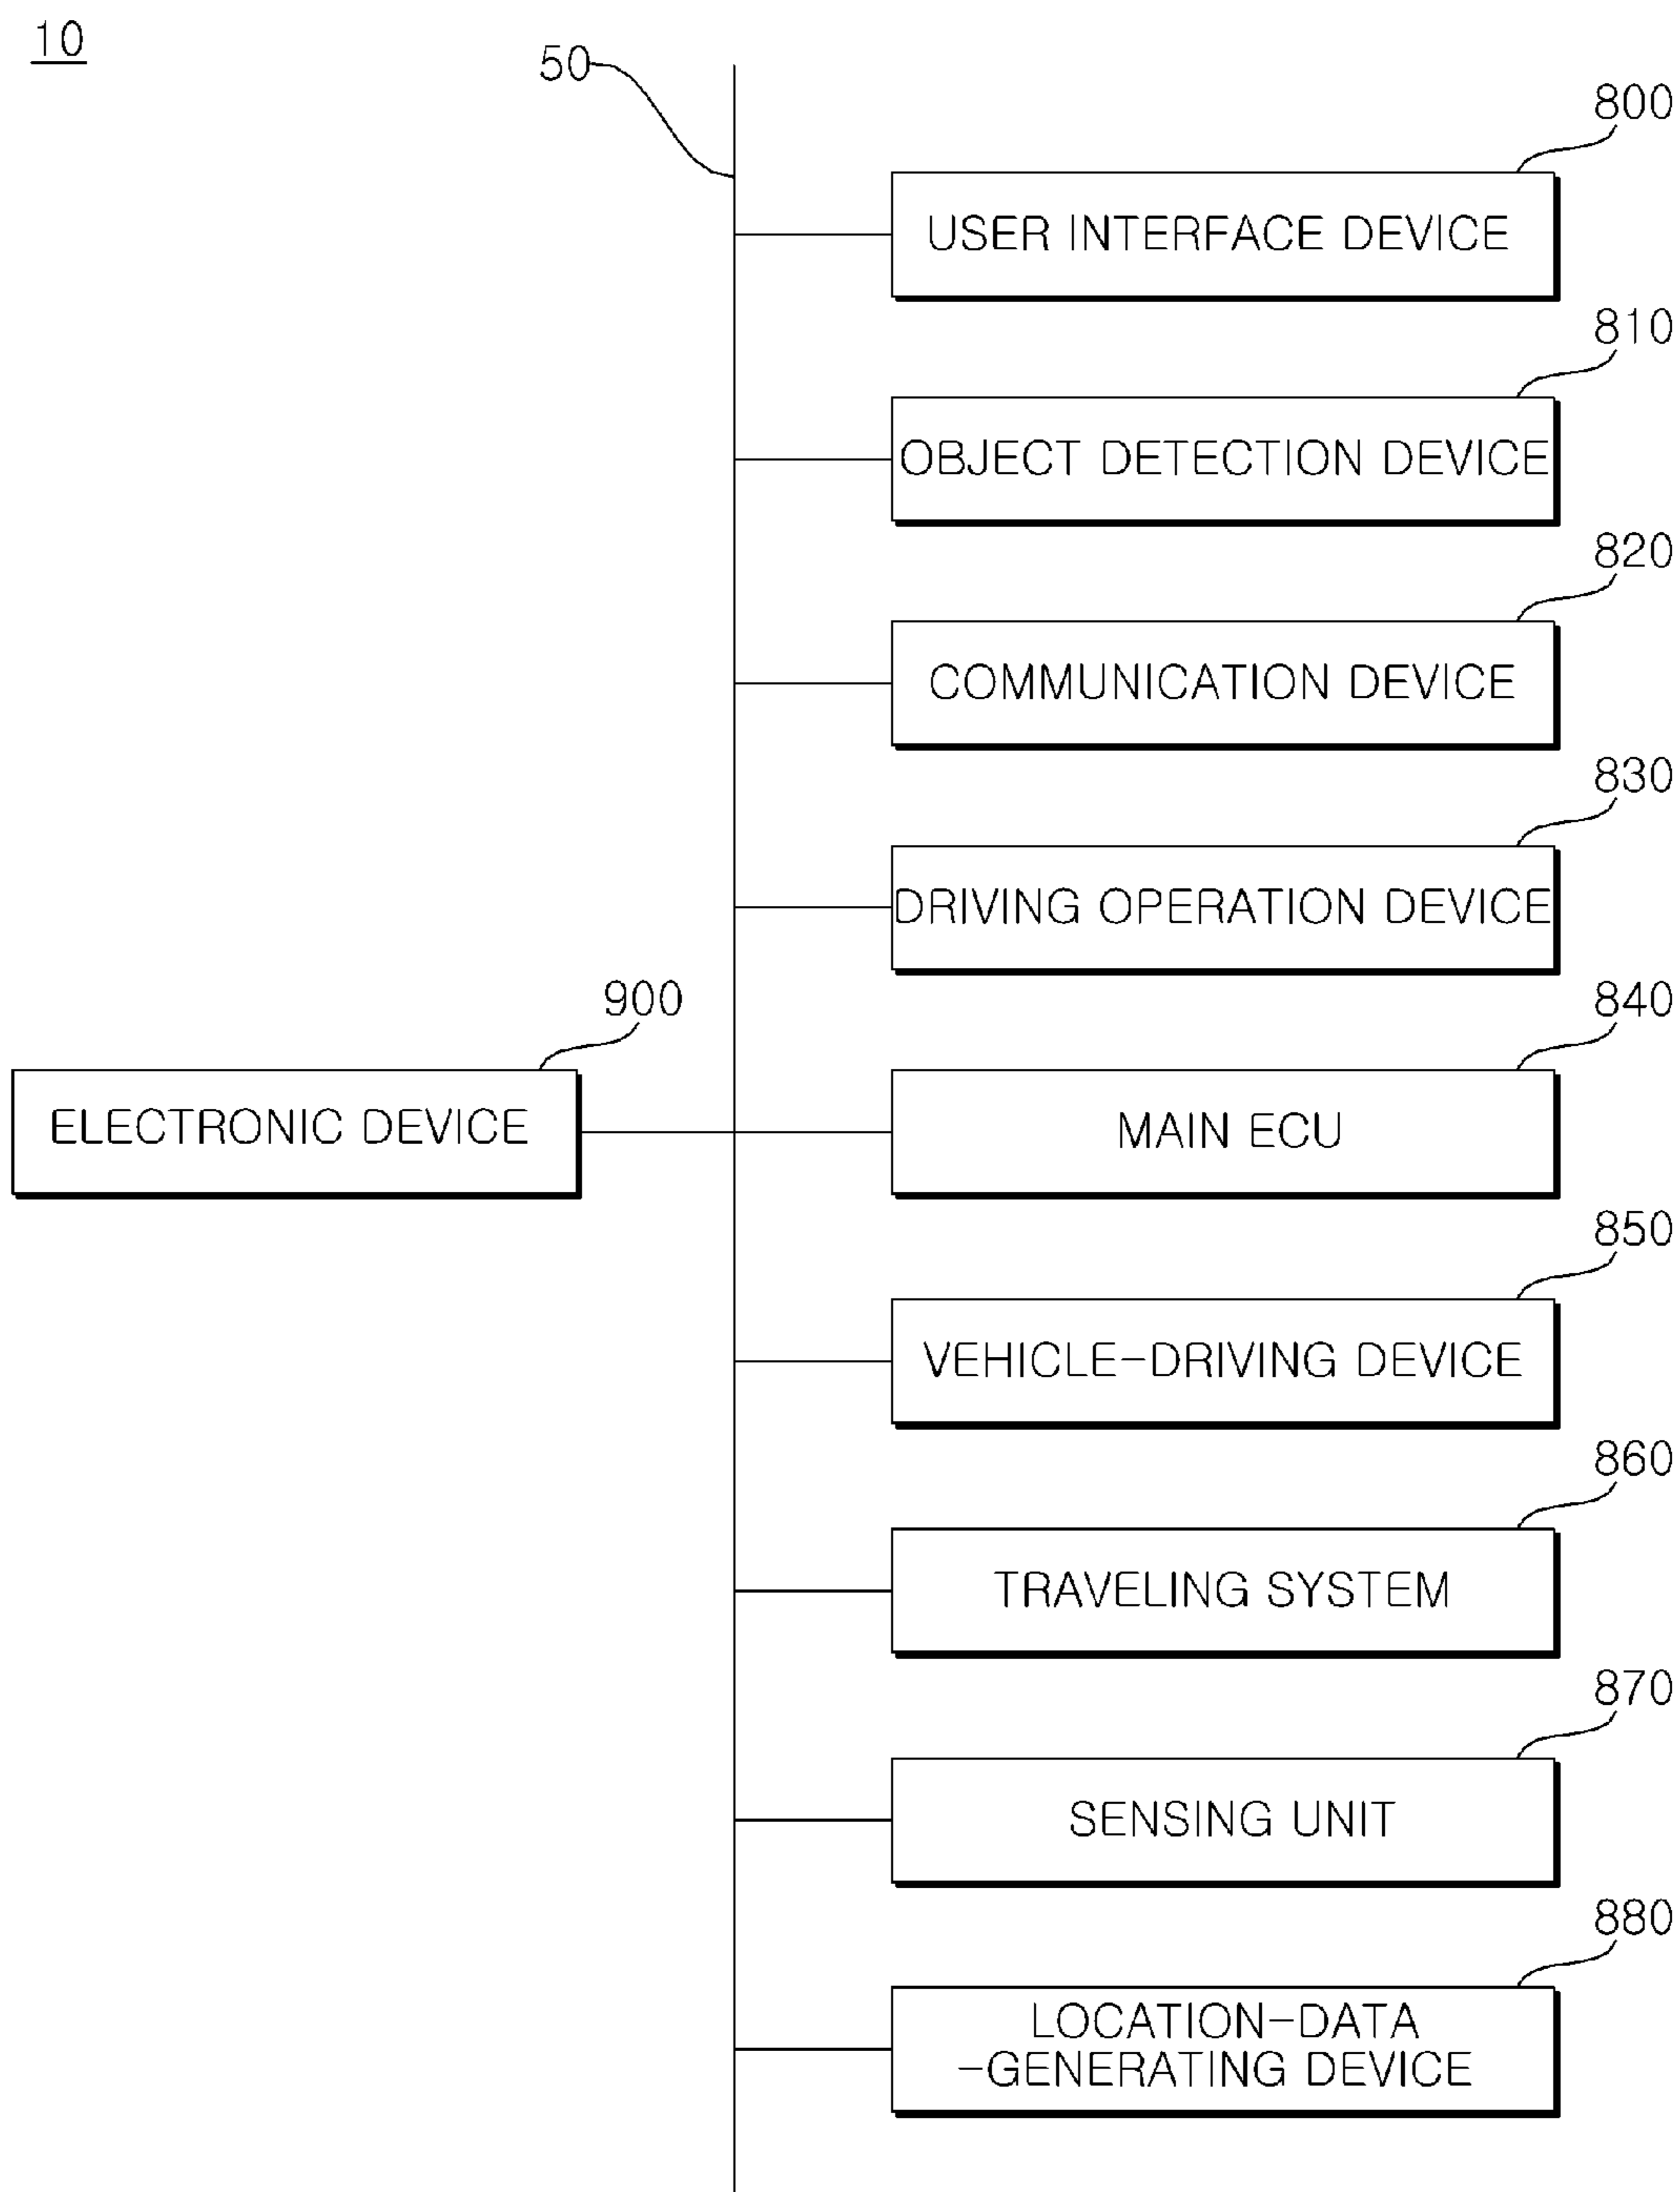 10
50
800
USER INTERFACE DEVICE
810
OBJECT DETECTION DEVICE
820
COMMUNICATION DEVICE
830
DRIVING OPERATION DEVICE
900
ELECTRONIC DEVICE
840
MAIN ECU
850
VEHICLE-DRIVING DEVICE
860
TRAVELING SYSTEM
870
SENSING UNIT
880
LOCATION-DATA
-GENERATING DEVICE